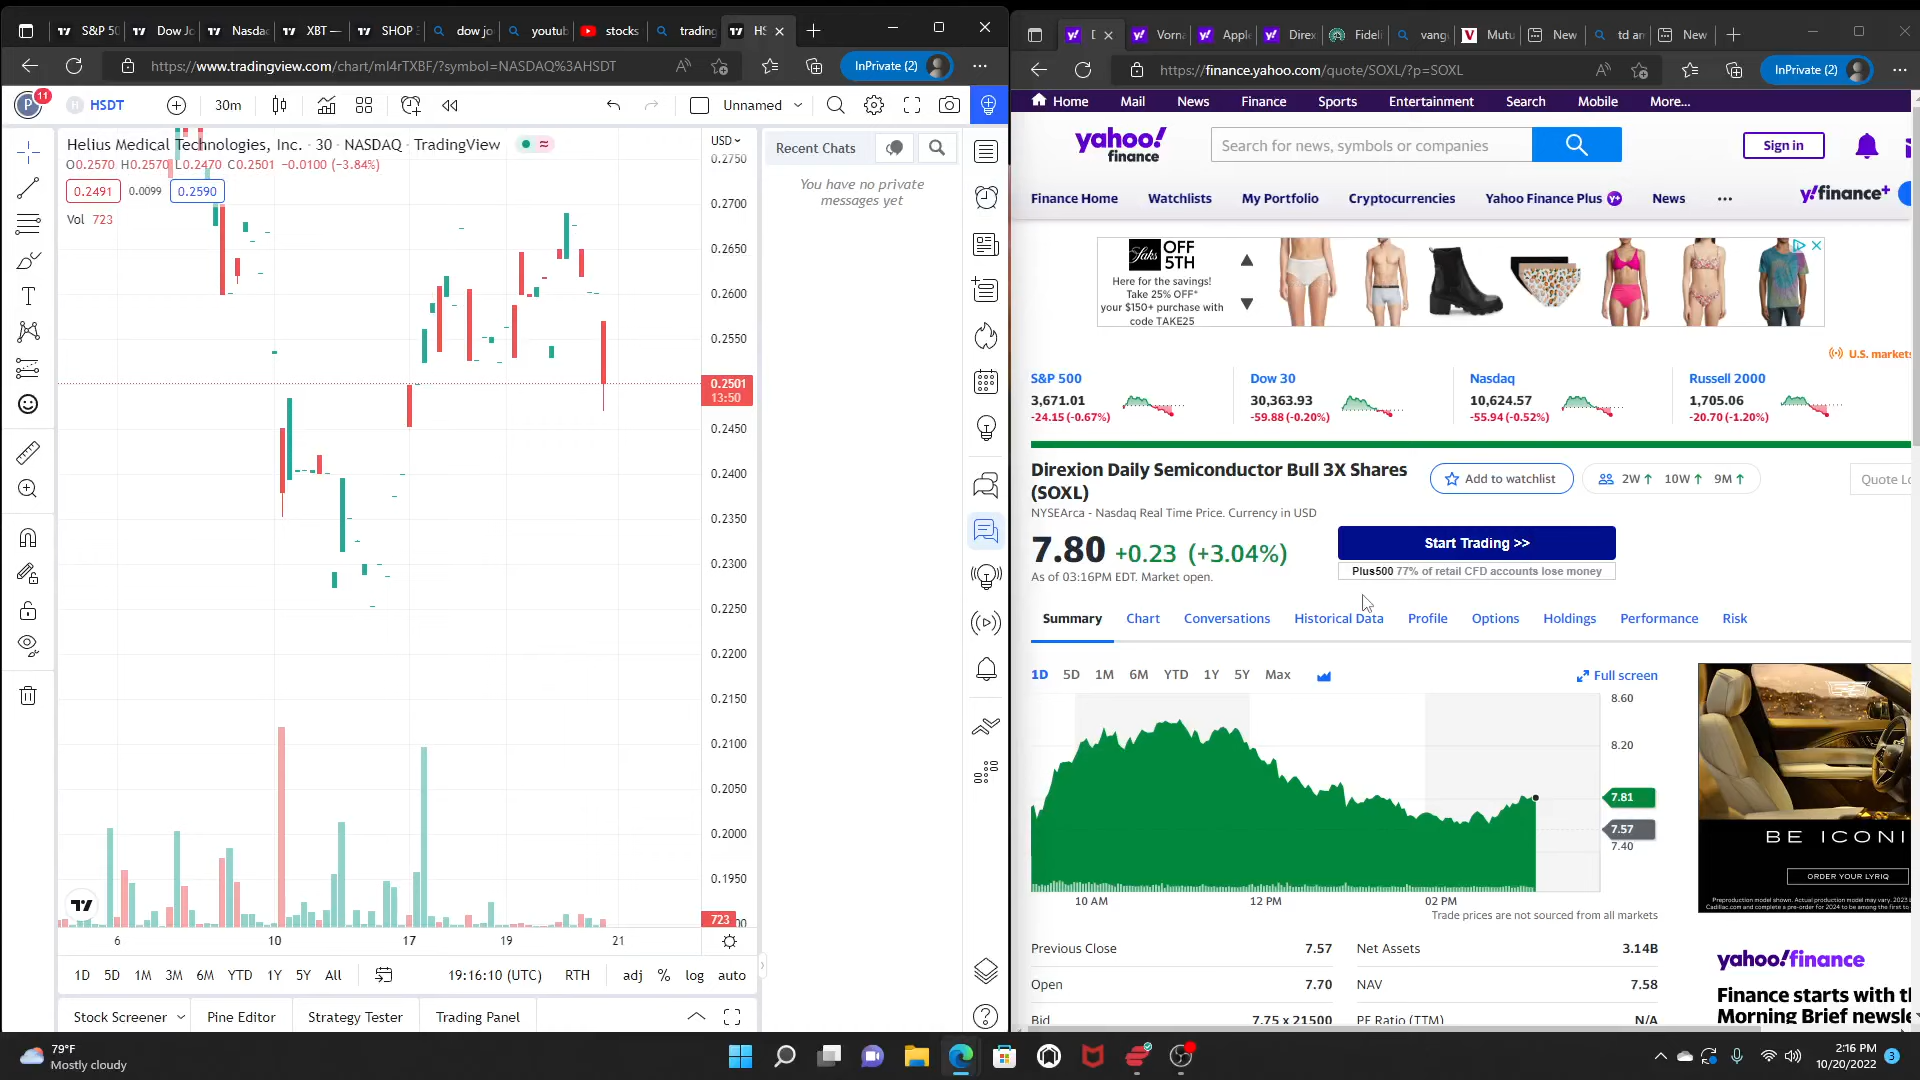 S&P 50
Dow Jo
Nasda
XBT —
SHOP
dow jo
youtub
stocks
trading
HS
https://www.tradingview.com/chart/ml4rTXBF/?symbol=NASDAQ%3AHSDT
InPrivate (2)
P
11
H
HSDT
30m
Unnamed
Helius Medical Technologies, Inc. · 30 · NASDAQ · TradingView
O0.2570 H0.2570 L0.2470 C0.2501 −0.0100 (−3.84%)
0.2491
0.0099
0.2590
Vol 723
USD
0.2750
0.2700
0.2650
0.2600
0.2550
0.2501
13:50
0.2450
0.2400
0.2350
0.2300
0.2250
0.2200
0.2150
0.2100
0.2050
0.2000
0.1950
723
6
10
17
19
21
1D 5D 1M 3M 6M YTD 1Y 5Y All
19:16:10 (UTC)
RTH
adj % log auto
Stock Screener
Pine Editor
Strategy Tester
Trading Panel
Recent Chats
You have no private
messages yet
Vorna
Apple
Direx
Fideli
vang
Mutu
New
td am
New
https://finance.yahoo.com/quote/SOXL/?p=SOXL
InPrivate (2)
Home Mail News Finance Sports Entertainment Search Mobile More...
yahoo!
finance
Search for news, symbols or companies
Sign in
Finance Home Watchlists My Portfolio Cryptocurrencies Yahoo Finance Plus News ...
y!finance+
Saks
OFF
5TH
Here for the savings!
Take 25% OFF*
your $150+ purchase with
code TAKE25
U.S. markets
S&P 500
3,671.01
-24.15 (-0.67%)
Dow 30
30,363.93
-59.88 (-0.20%)
Nasdaq
10,624.57
-55.94 (-0.52%)
Russell 2000
1,705.06
-20.70 (-1.20%)
Direxion Daily Semiconductor Bull 3X Shares
(SOXL)
Add to watchlist
2W↑ 10W↑ 9M↑
Quote Lo
NYSEArca - Nasdaq Real Time Price. Currency in USD
7.80 +0.23 (+3.04%)
As of 03:16PM EDT. Market open.
Start Trading >>
Plus500 77% of retail CFD accounts lose money
Summary Chart Conversations Historical Data Profile Options Holdings Performance Risk
1D 5D 1M 6M YTD 1Y 5Y Max
Full screen
8.60
8.20
7.81
7.57
7.40
10 AM
12 PM
02 PM
Trade prices are not sourced from all markets
Previous Close 7.57
Net Assets 3.14B
Open 7.70
NAV 7.58
Bid 7.75 x 21500
PE Ratio (TTM) N/A
BE ICONI
ORDER YOUR LYRIQ
yahoo!finance
Finance starts with th
Morning Brief newsle
79°F
Mostly cloudy
2:16 PM
10/20/2022
3